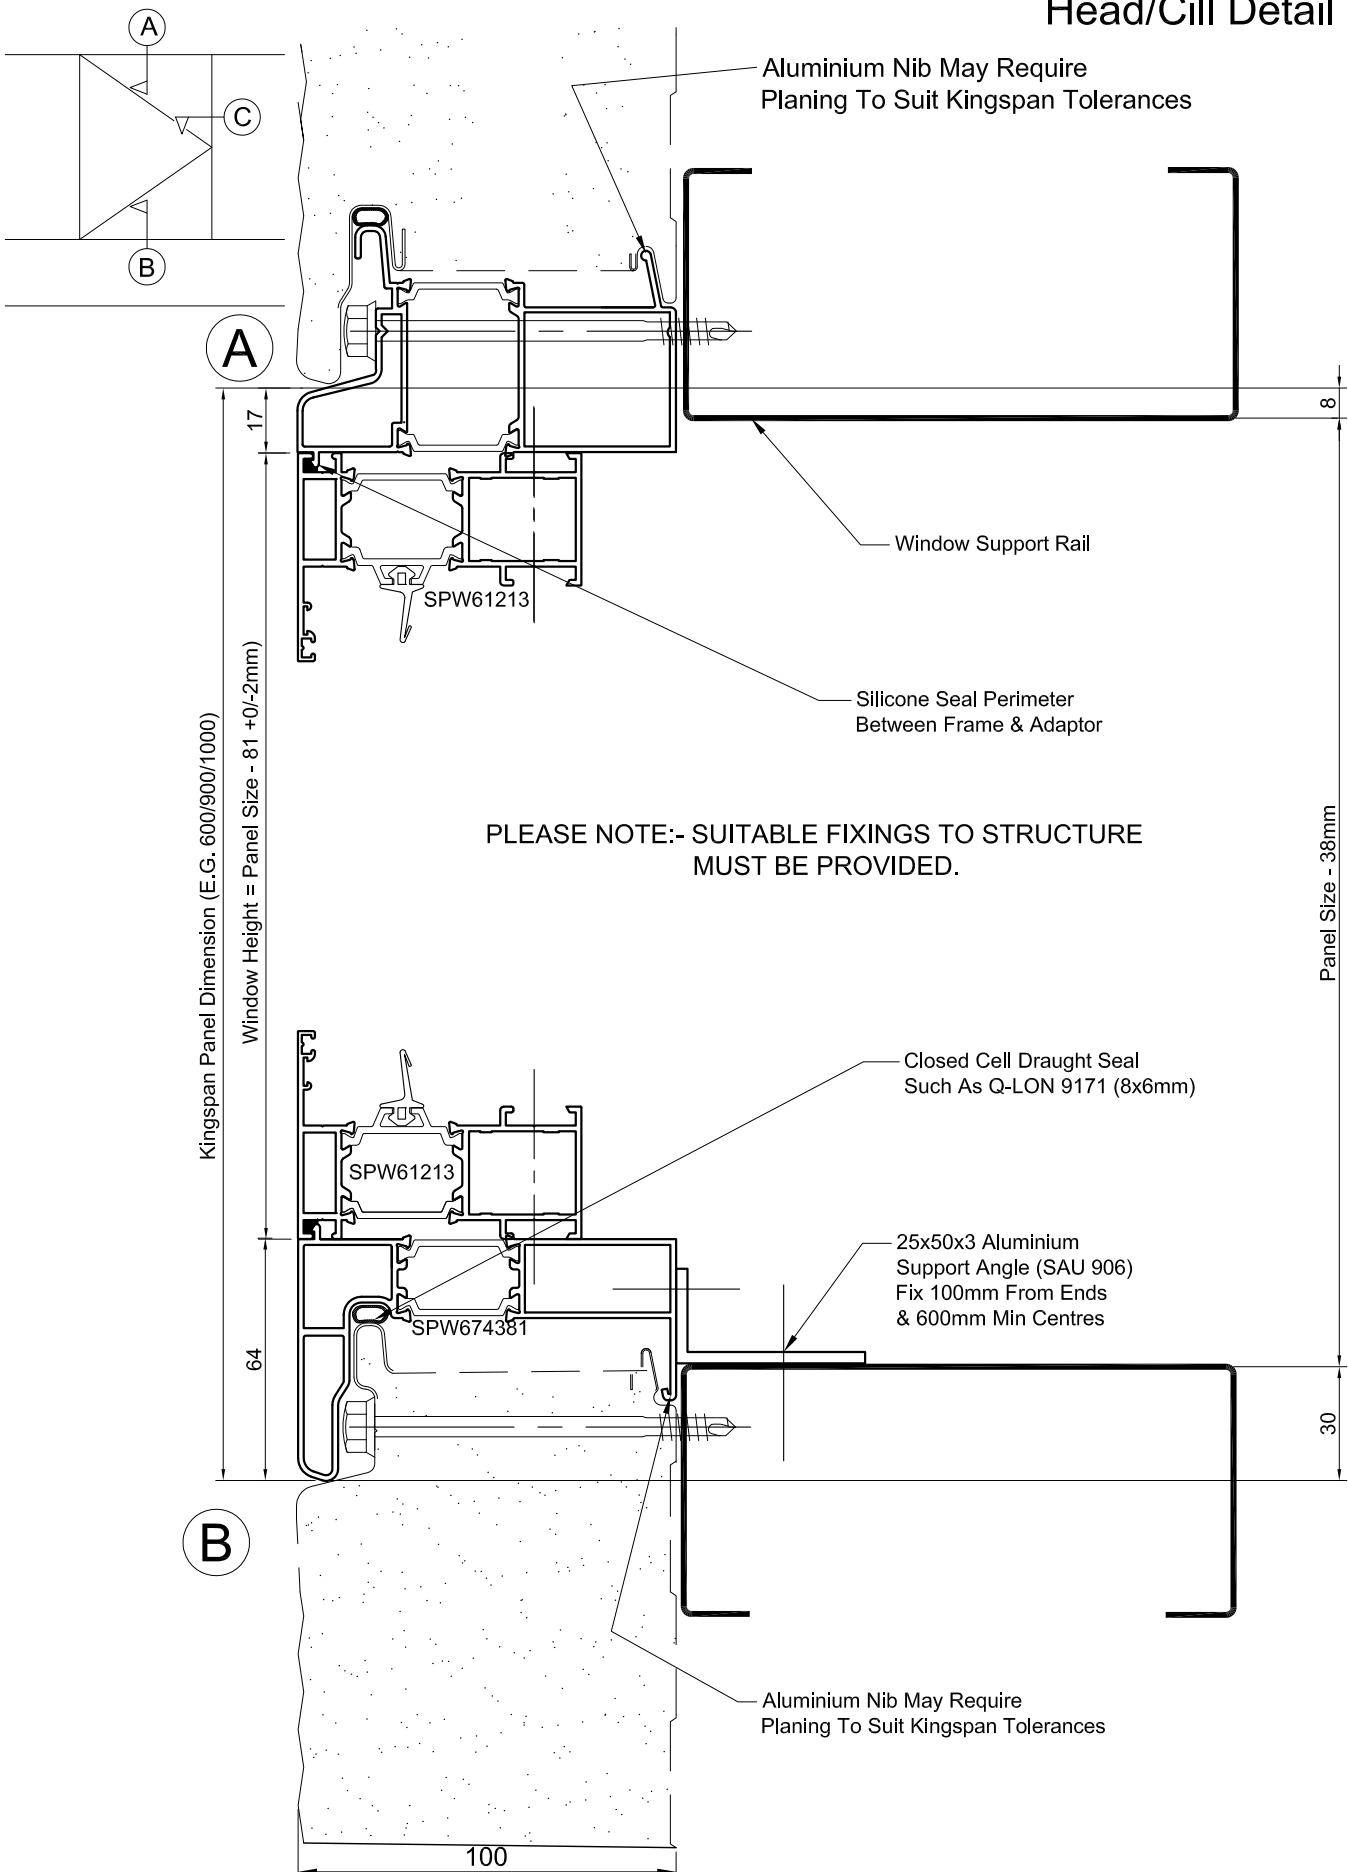 Head/Cill Detail
A
C
B
Aluminium Nib May Require
Planing To Suit Kingspan Tolerances
A
17
8
Window Support Rail
SPW61213
Silicone Seal Perimeter
Between Frame & Adaptor
Kingspan Panel Dimension (E.G. 600/900/1000)
Window Height = Panel Size - 81 +0/-2mm)
PLEASE NOTE:- SUITABLE FIXINGS TO STRUCTURE
MUST BE PROVIDED.
Panel Size - 38mm
Closed Cell Draught Seal
Such As Q-LON 9171 (8x6mm)
SPW61213
25x50x3 Aluminium
Support Angle (SAU 906)
Fix 100mm From Ends
& 600mm Min Centres
SPW674381
64
30
B
Aluminium Nib May Require
Planing To Suit Kingspan Tolerances
100